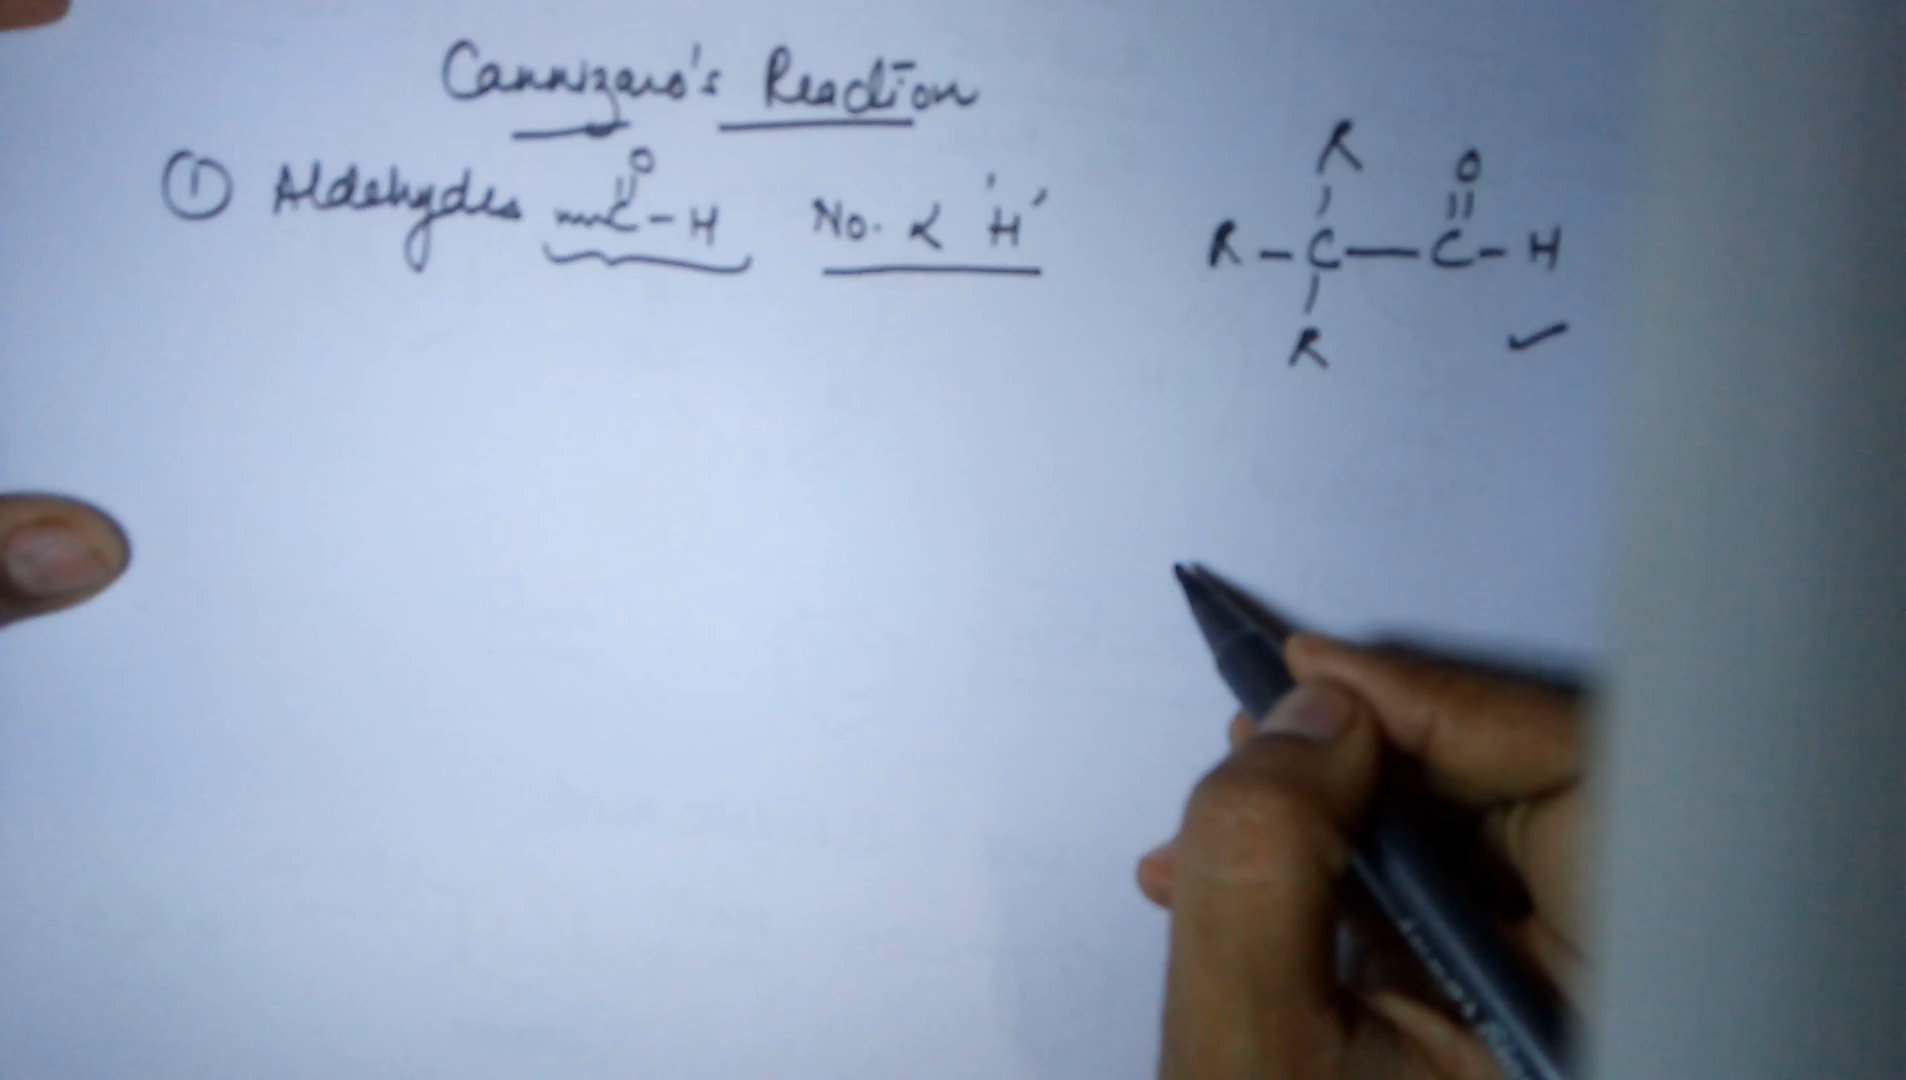 Cannizaro's Reaction
① Aldehydes C-H No. α 'H'
O
R
O
R-C-C-H
R